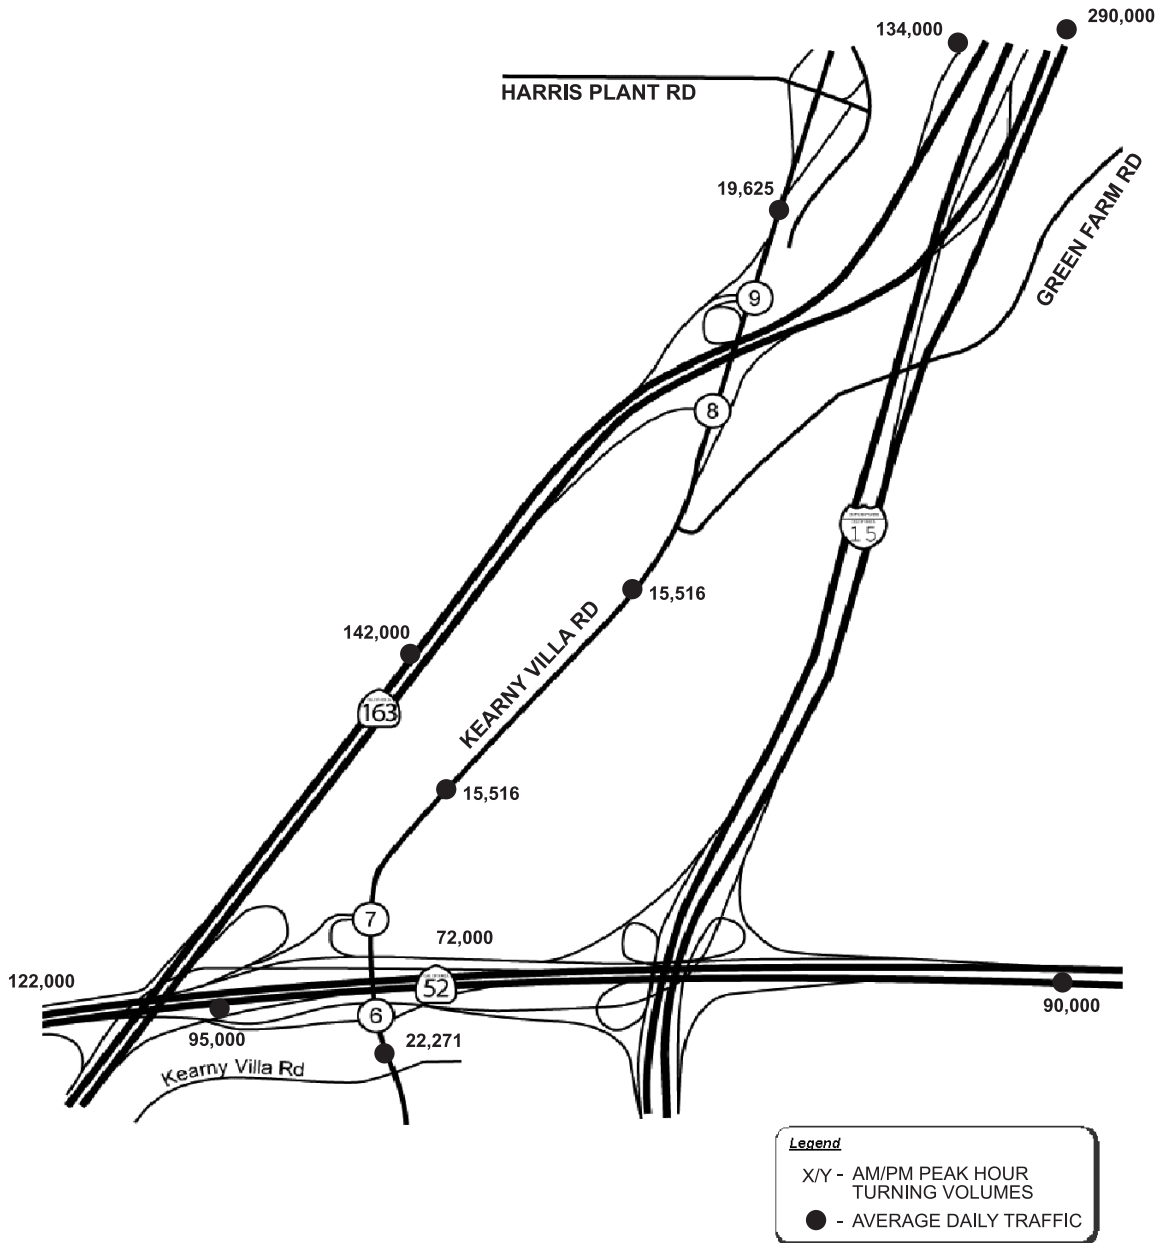 290,000
134,000
HARRIS PLANT RD
GREEN FARM RD
19,625
9
8
15
15,516
KEARNY VILLA RD
142,000
163
15,516
7
72,000
122,000
52
6
90,000
95,000
22,271
Kearny Villa Rd
Legend
X/Y - AM/PM PEAK HOUR
TURNING VOLUMES
- AVERAGE DAILY TRAFFIC